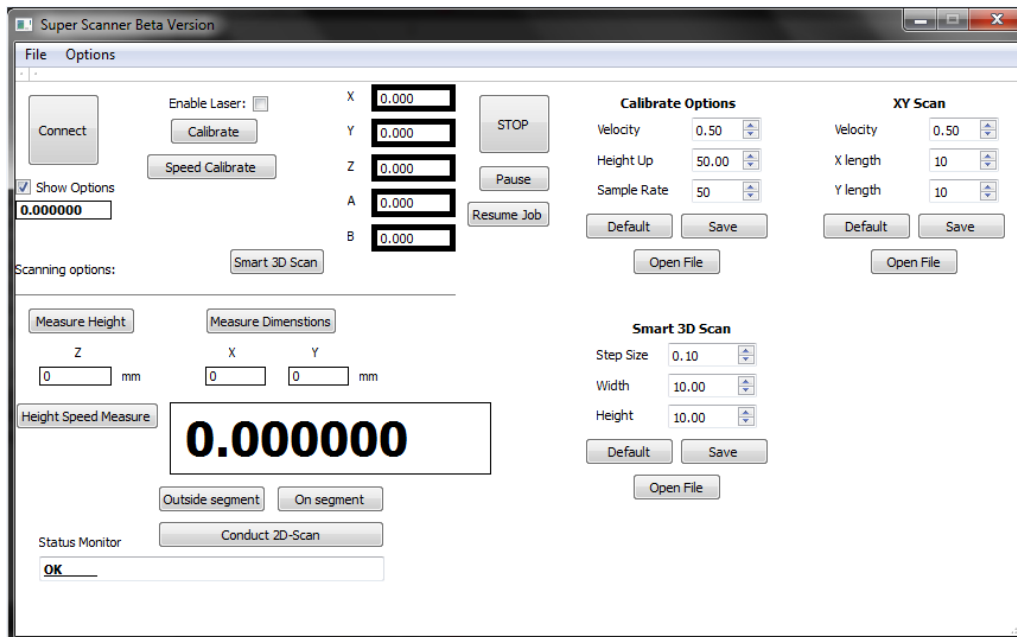 Super Scanner Beta Version
File Options
Connect
Enable Laser:
Calibrate
Speed Calibrate
Show Options
0.000000
X 0.000
Y 0.000
Z 0.000
A 0.000
B 0.000
STOP
Pause
Resume Job
Smart 3D Scan
Scanning options:
Calibrate Options
Velocity 0.50
Height Up 50.00
Sample Rate 50
Default Save
Open File
XY Scan
Velocity 0.50
X length 10
Y length 10
Default Save
Open File
Measure Height
Measure Dimenstions
Z
0 mm
X Y
0 0 mm
Height Speed Measure
0.000000
Outside segment On segment
Conduct 2D-Scan
Status Monitor
OK
Smart 3D Scan
Step Size 0.10
Width 10.00
Height 10.00
Default Save
Open File